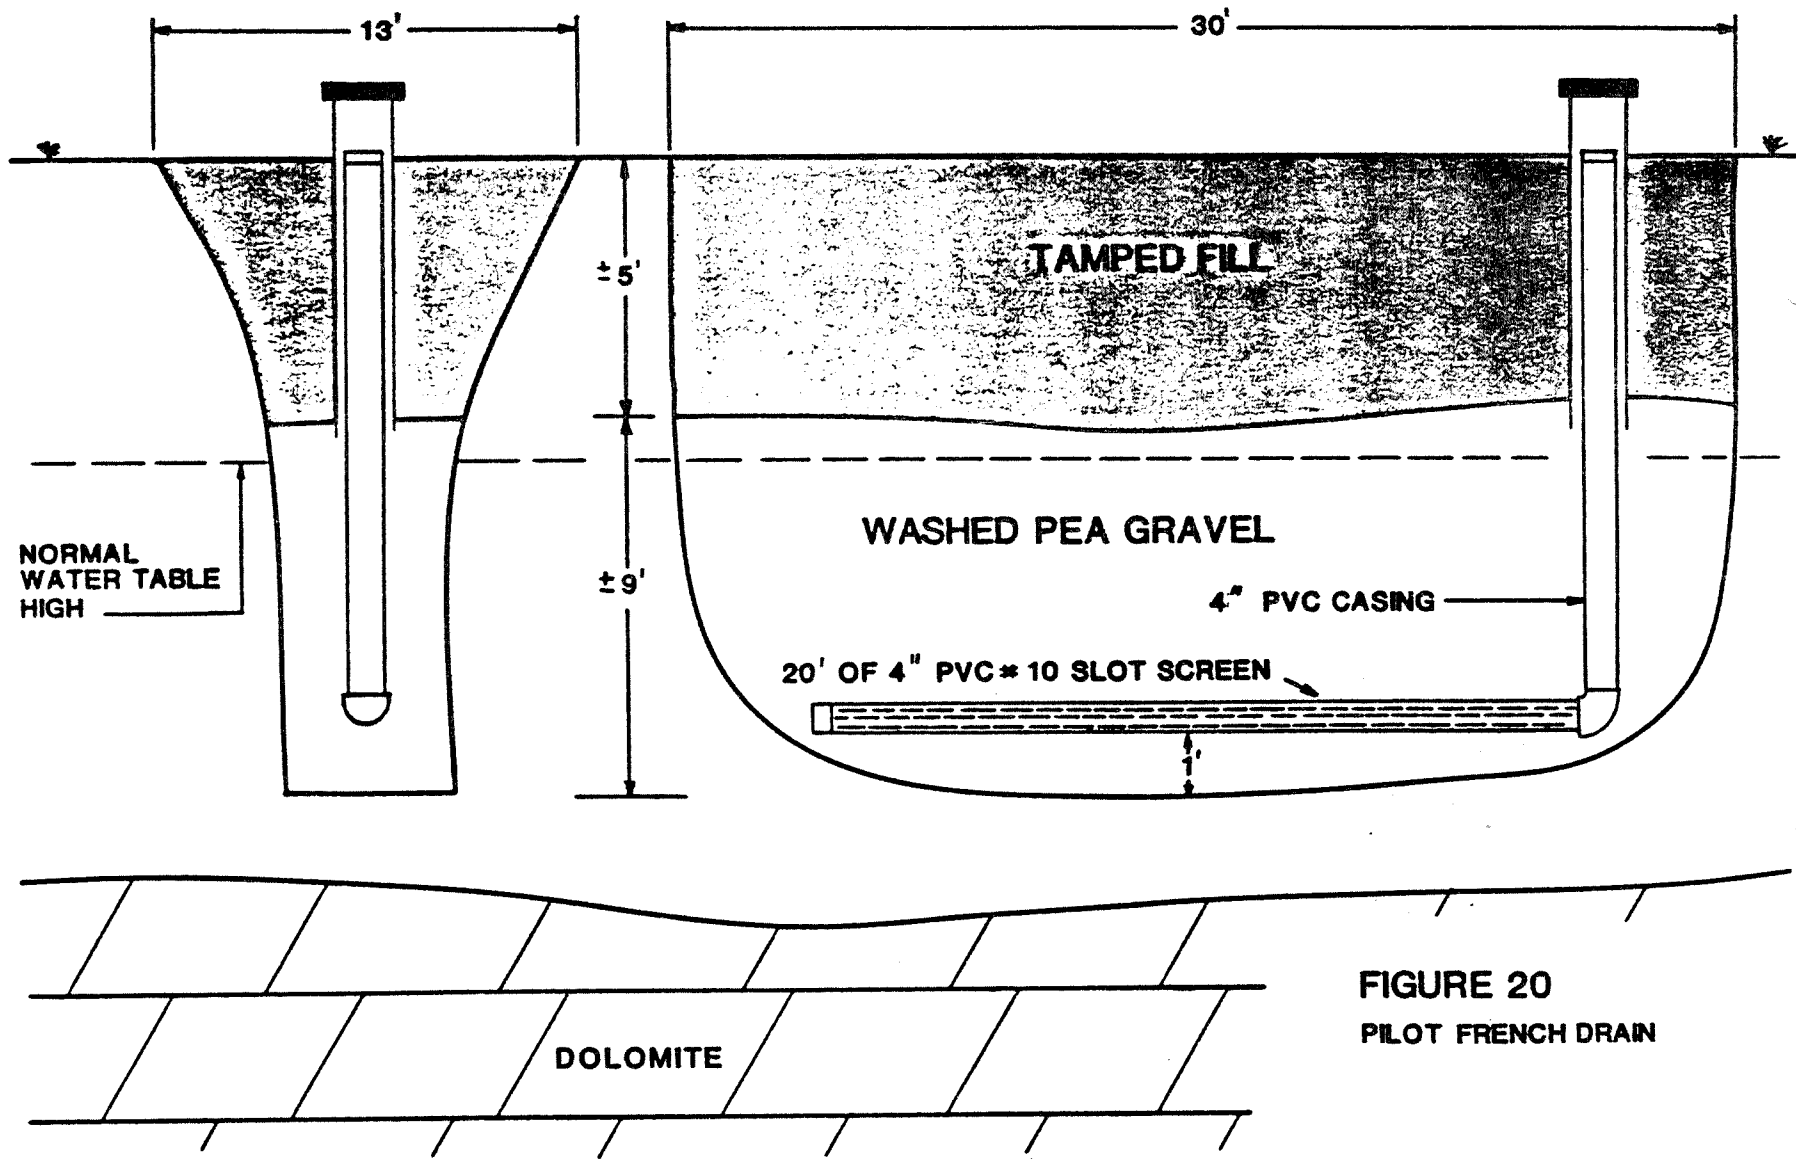 13'
30'
TAMPED FILL
±5'
WASHED PEA GRAVEL
NORMAL
WATER TABLE
HIGH
±9'
4" PVC CASING
20' OF 4" PVC * 10 SLOT SCREEN
1'
FIGURE 20
PILOT FRENCH DRAIN
DOLOMITE